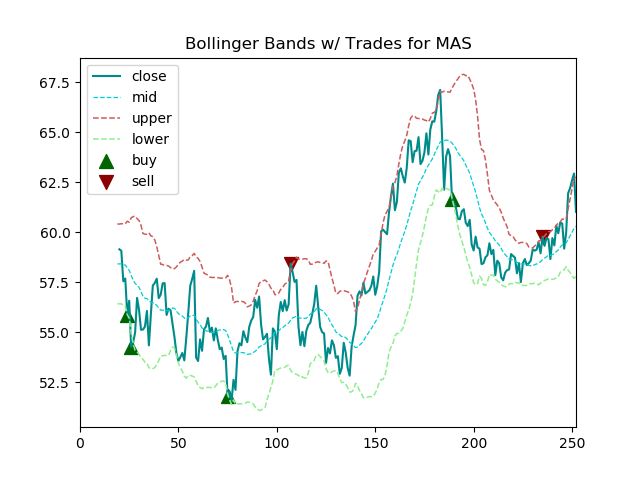 Bollinger Bands w/ Trades for MAS
close
mid
upper
lower
buy
sell
67.5
65.0
62.5
60.0
57.5
55.0
52.5
0 50 100 150 200 250